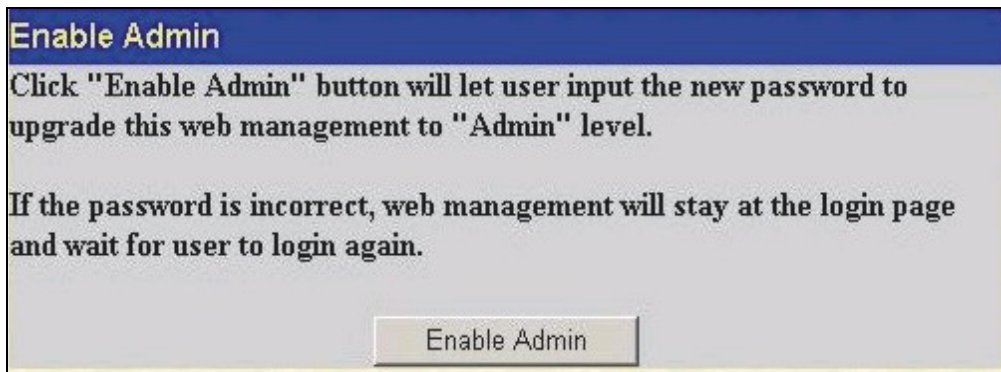 Enable Admin
Click "Enable Admin" button will let user input the new password to
upgrade this web management to "Admin" level.
If the password is incorrect, web management will stay at the login page
and wait for user to login again.
Enable Admin